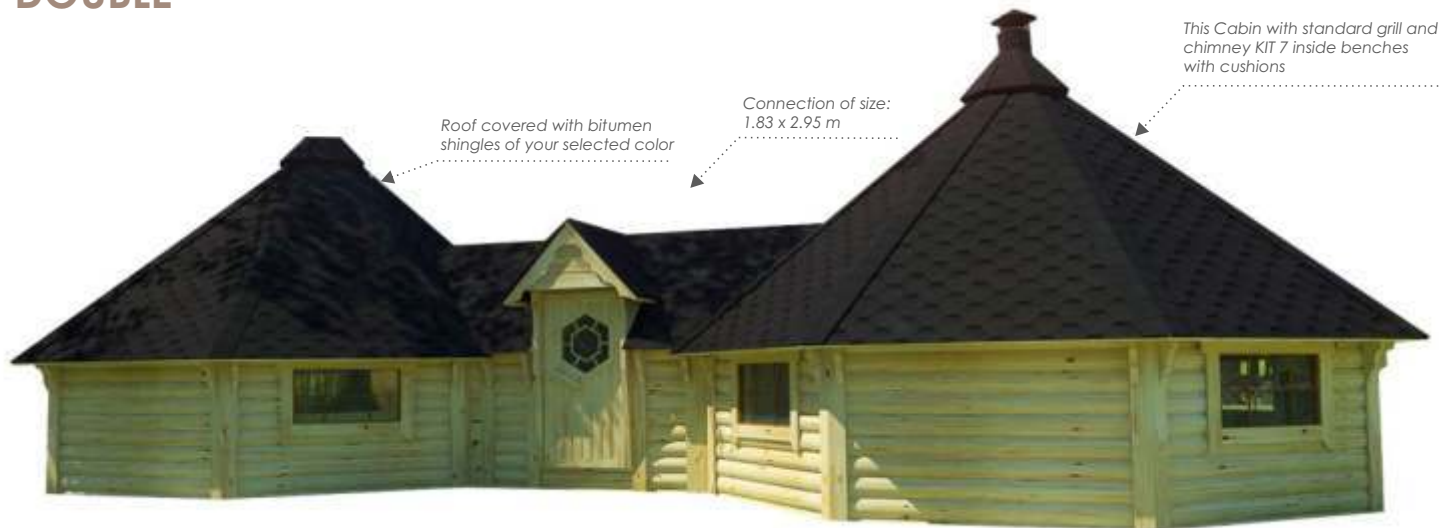 DOUBLE
This Cabin with standard grill and
chimney KIT 7 inside benches
with cushions
Connection of size:
1.83 x 2.95 m
Roof covered with bitumen
shingles of your selected color